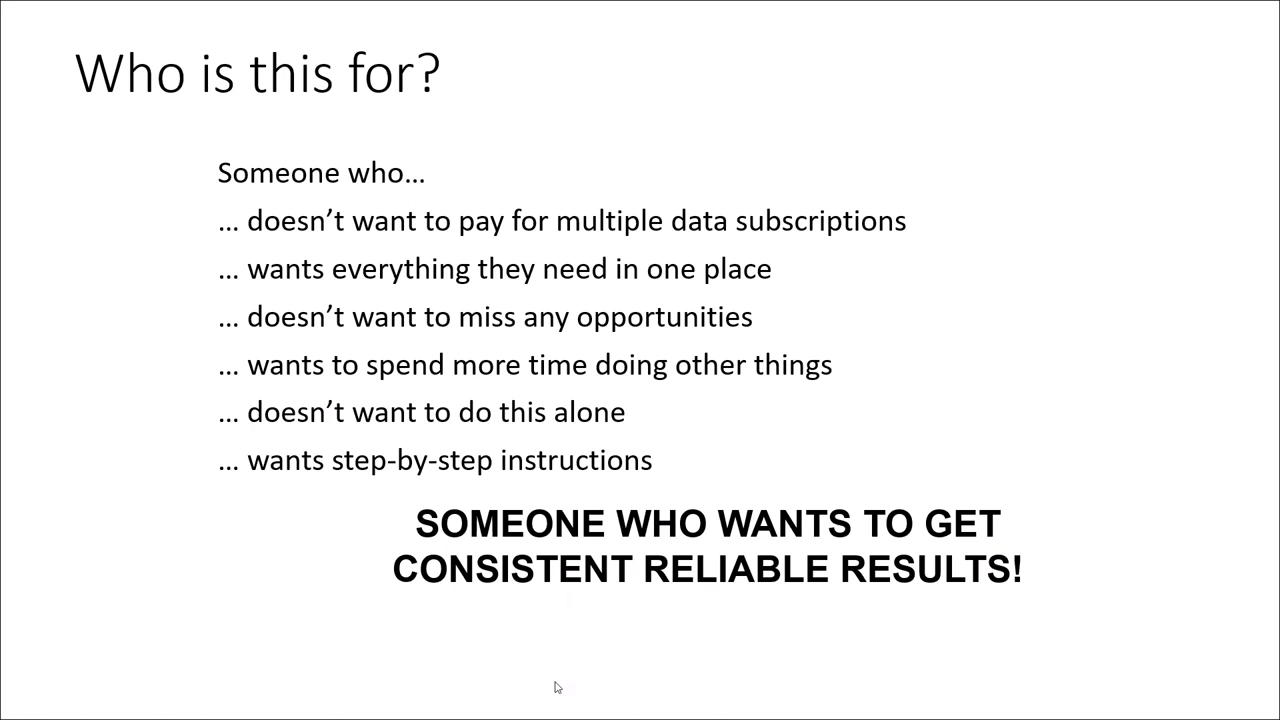 Who is this for?
Someone who…
… doesn’t want to pay for multiple data subscriptions
… wants everything they need in one place
… doesn’t want to miss any opportunities
… wants to spend more time doing other things
… doesn’t want to do this alone
… wants step-by-step instructions
SOMEONE WHO WANTS TO GET
CONSISTENT RELIABLE RESULTS!